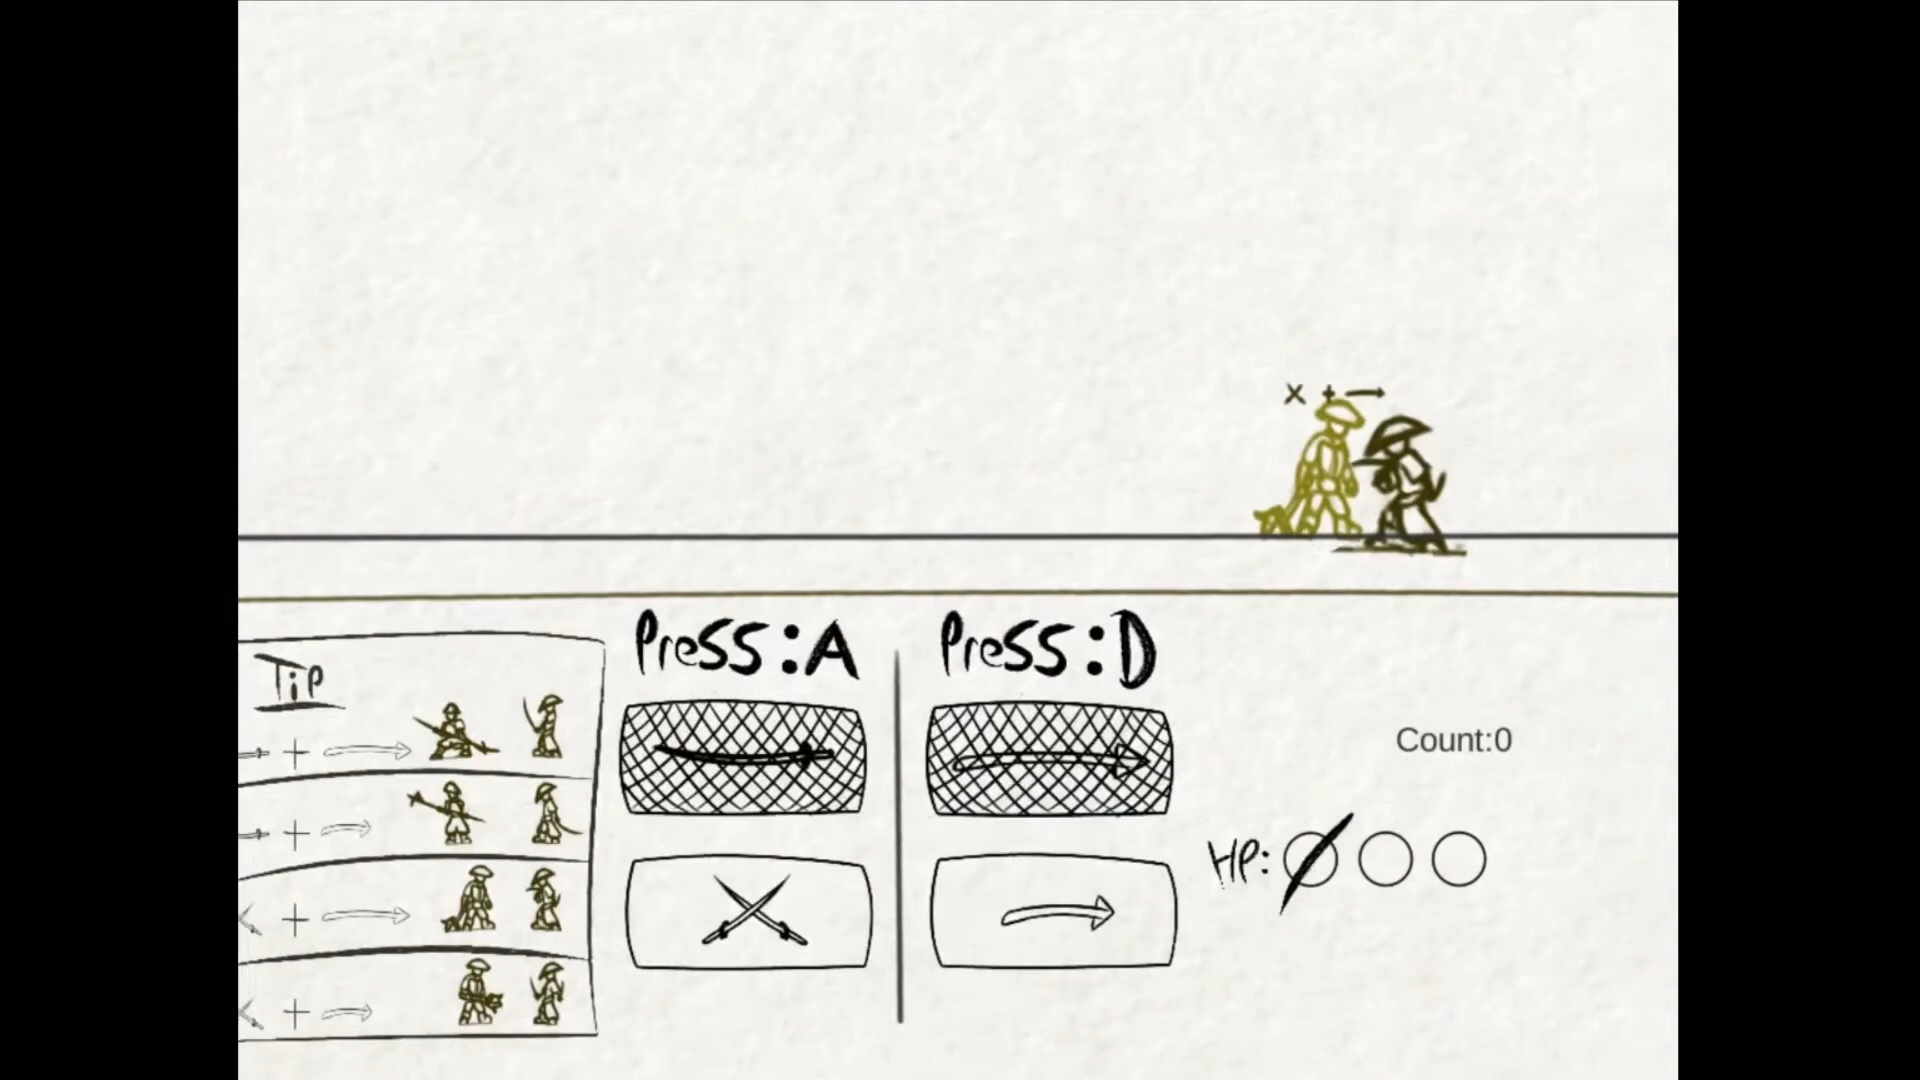 x +
Press:A
Press:D
Tip
+
+
+
+
Count:0
HP: